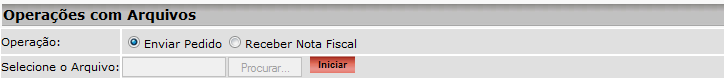 Operações com Arquivos
Operação: Enviar Pedido Receber Nota Fiscal
Selecione o Arquivo: Procurar... Iniciar